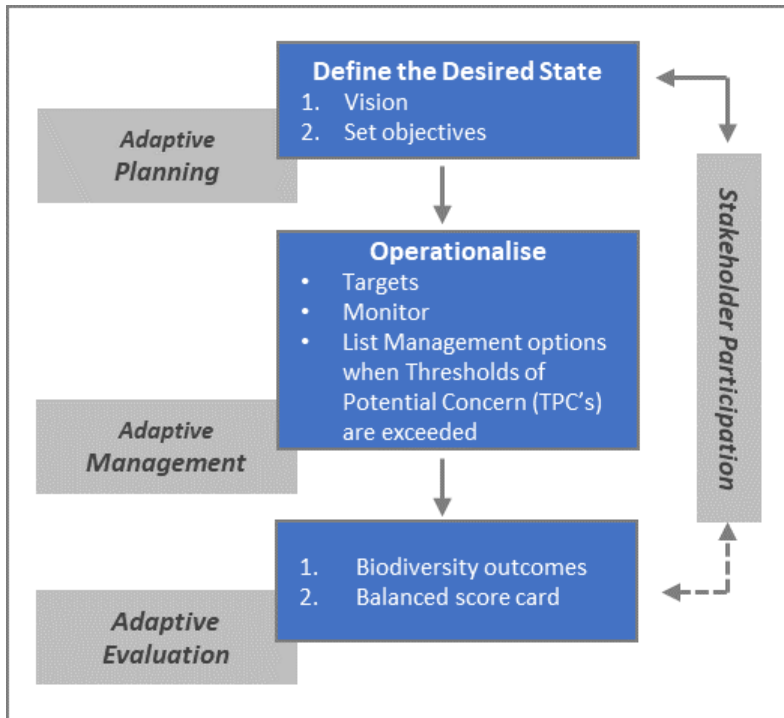 Define the Desired State
1. Vision
2. Set objectives
Adaptive
Planning
Operationalise
• Targets
• Monitor
• List Management options
when Thresholds of
Potential Concern (TPC's)
are exceeded
Adaptive
Management
1. Biodiversity outcomes
2. Balanced score card
Adaptive
Evaluation
Stakeholder Participation